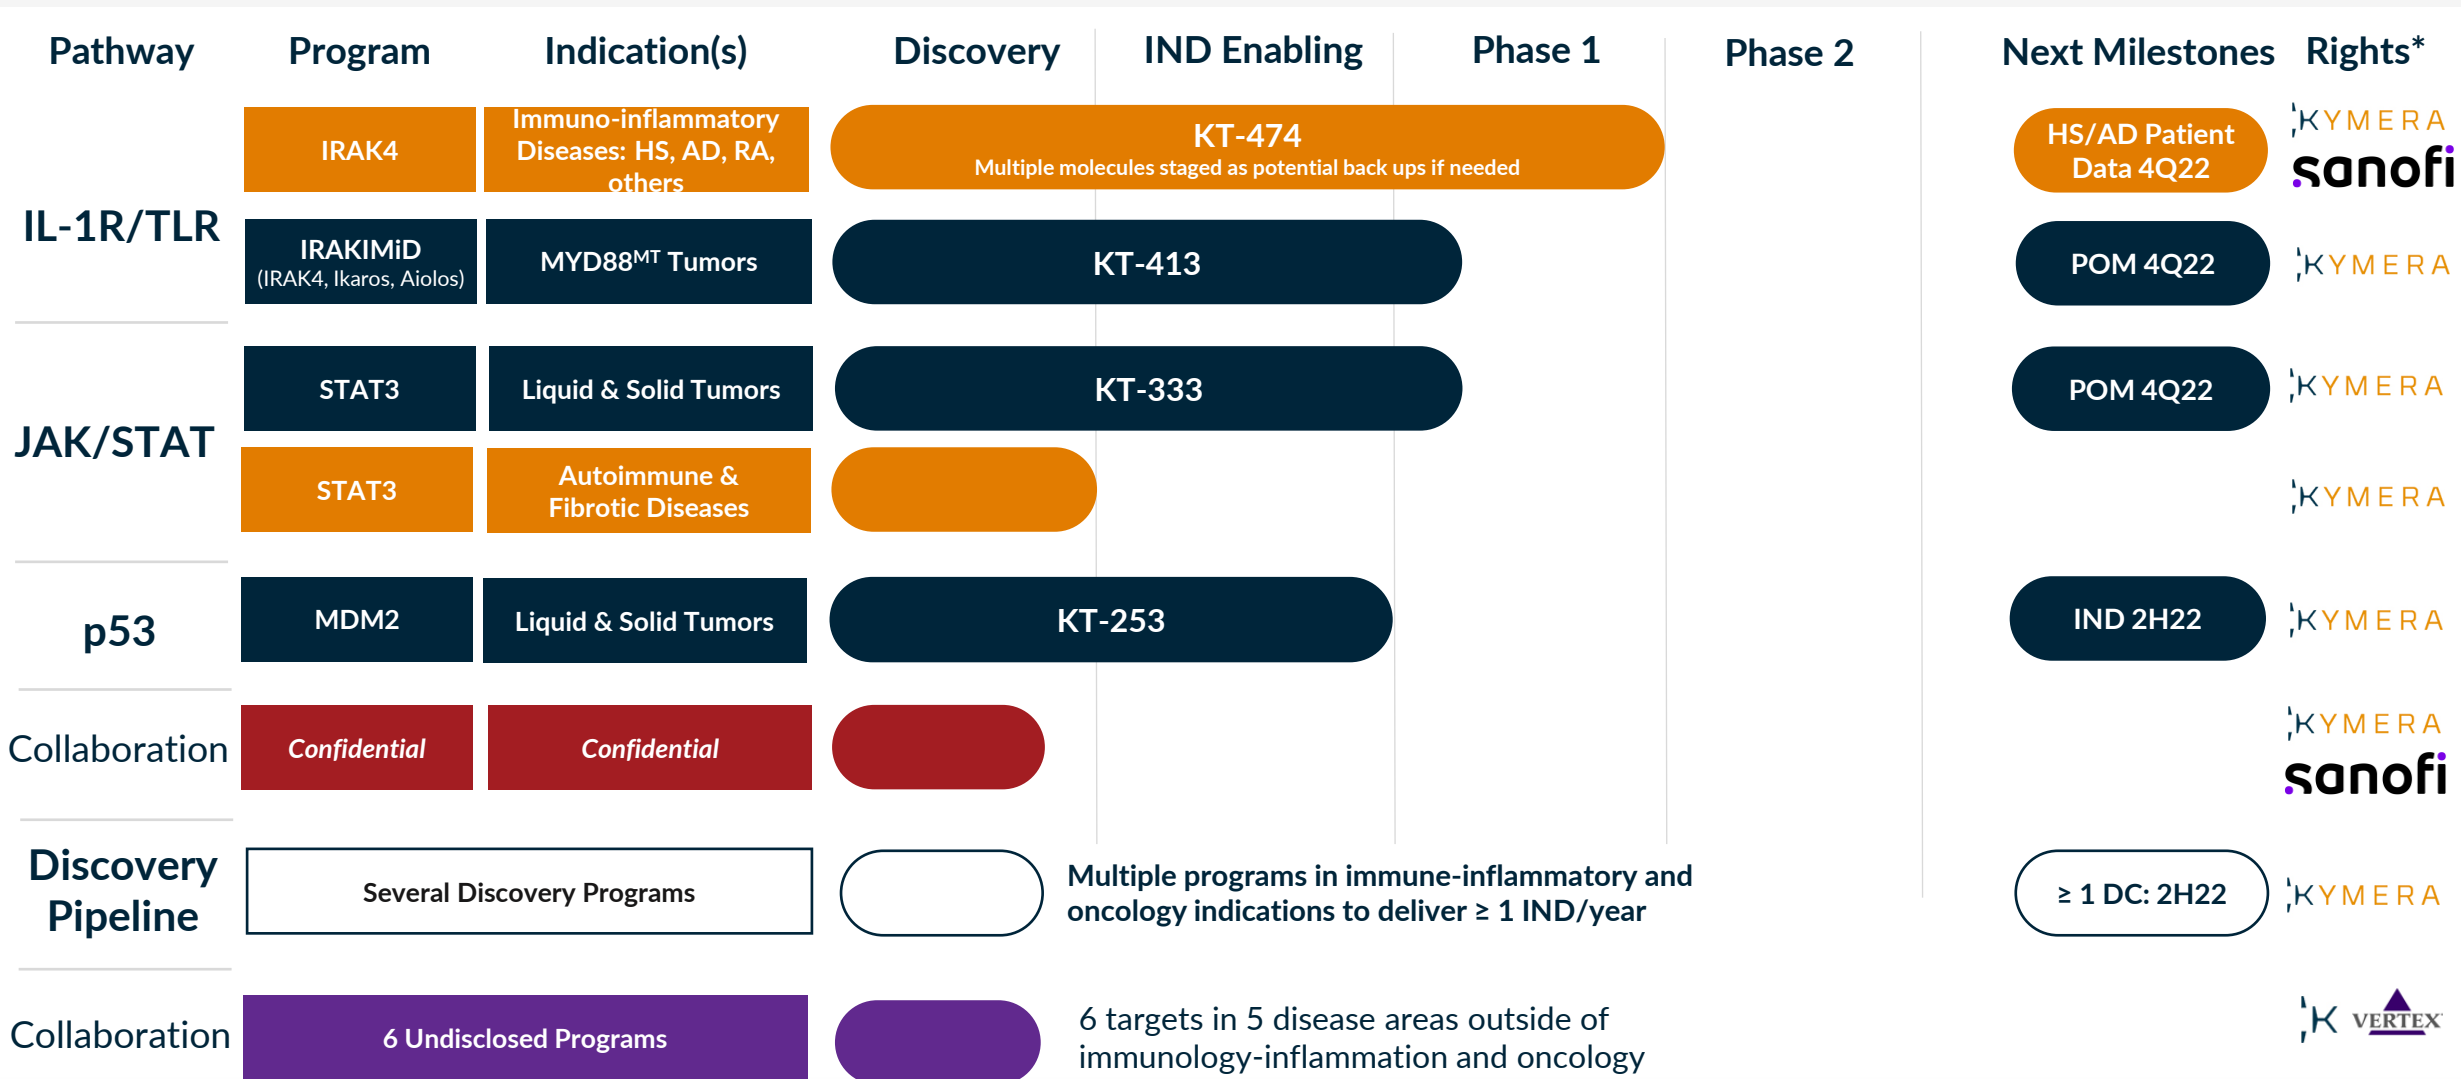 Pathway Program Indication(s) Discovery IND Enabling Phase 1 Phase 2 Next Milestones Rights*
IL-1R/TLR
IRAK4
Immuno-inflammatory
Diseases: HS, AD, RA,
others
KT-474
Multiple molecules staged as potential back ups if needed
HS/AD Patient
Data 4Q22
KYMERA
sanofi
IRAKIMiD
(IRAK4, Ikaros, Aiolos)
MYD88ᴹᵀ Tumors
KT-413
POM 4Q22
KYMERA
JAK/STAT
STAT3
Liquid & Solid Tumors
KT-333
POM 4Q22
KYMERA
STAT3
Autoimmune &
Fibrotic Diseases
KYMERA
p53
MDM2
Liquid & Solid Tumors
KT-253
IND 2H22
KYMERA
Collaboration
Confidential
Confidential
KYMERA
sanofi
Discovery
Pipeline
Several Discovery Programs
Multiple programs in immune-inflammatory and
oncology indications to deliver ≥ 1 IND/year
≥ 1 DC: 2H22
KYMERA
Collaboration
6 Undisclosed Programs
6 targets in 5 disease areas outside of
immunology-inflammation and oncology
K
VERTEX